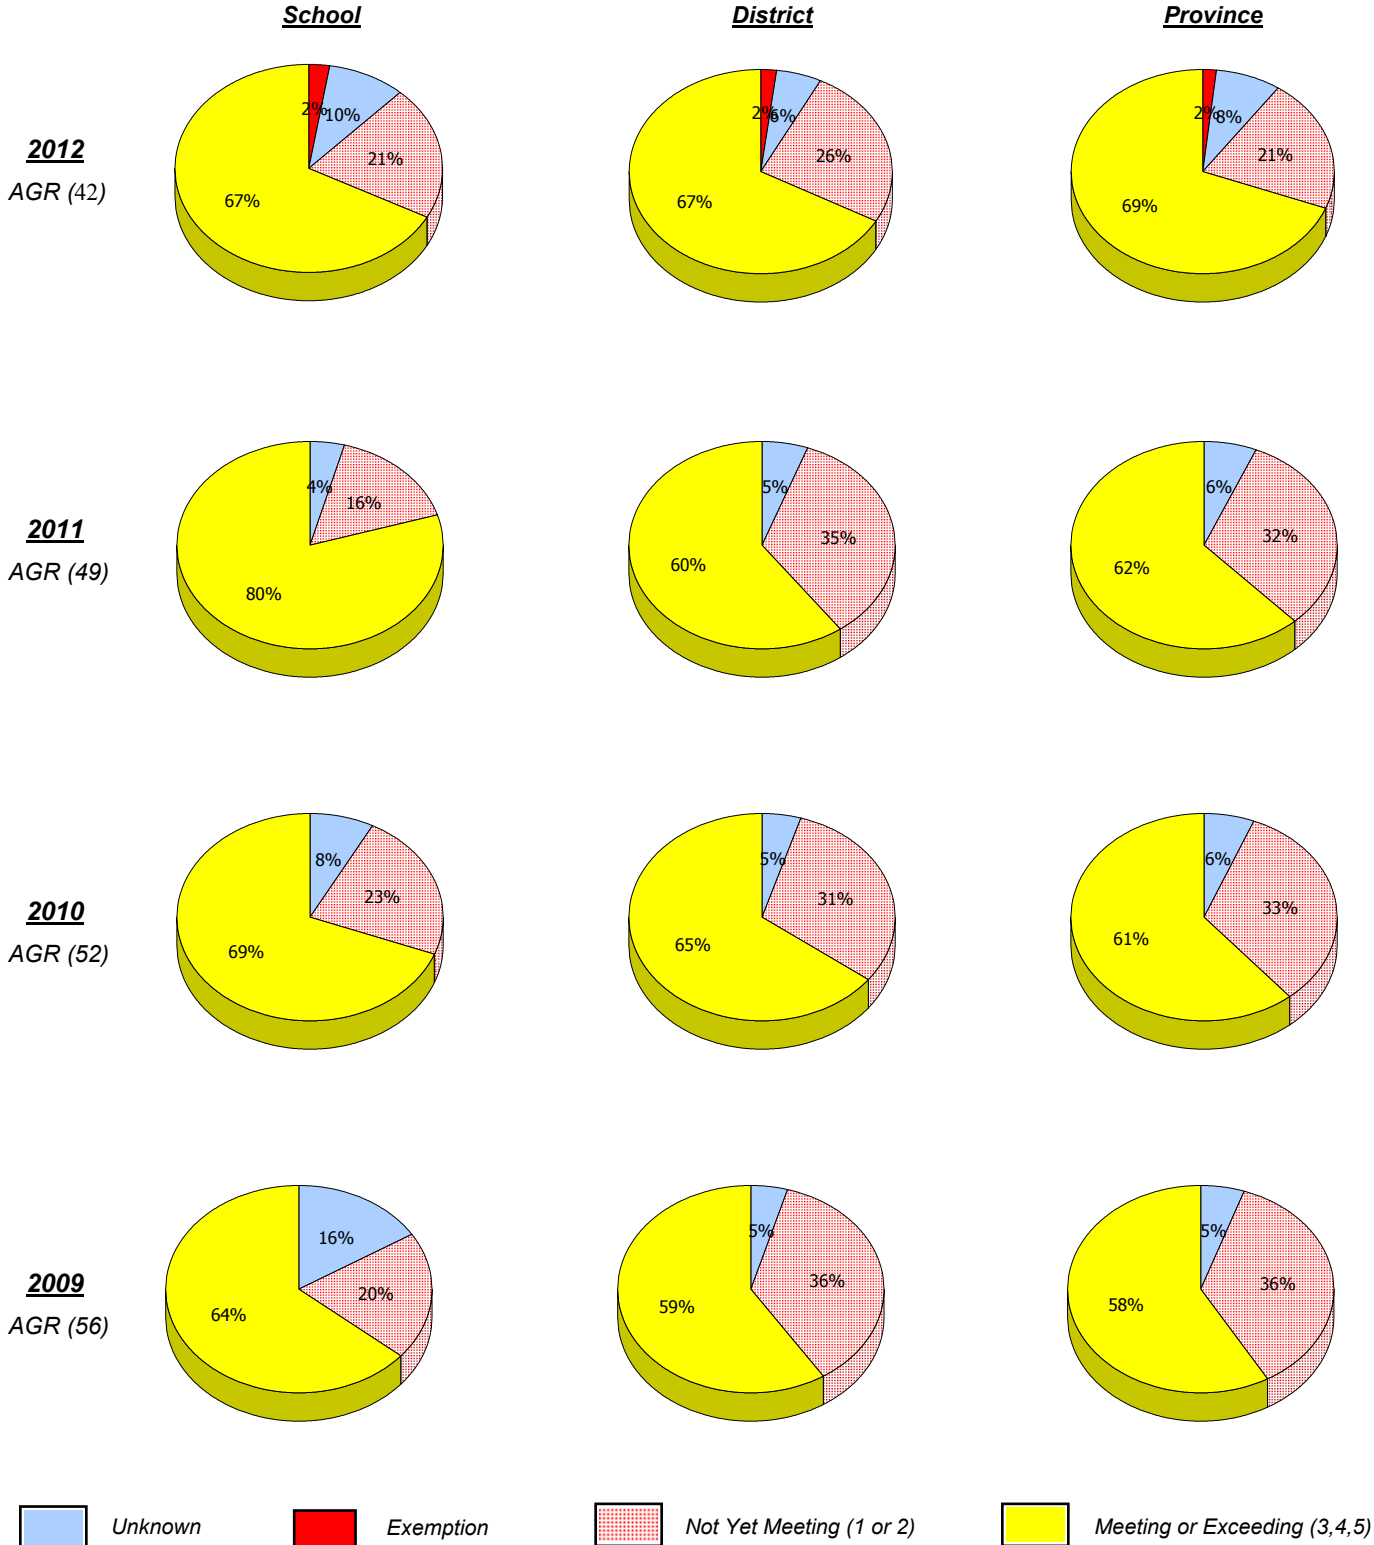 School District Province
2% 10% 21% 67%
2% 6% 26% 67%
2% 8% 21% 69%
2012
AGR (42)
4% 16% 80%
5% 35% 60%
6% 32% 62%
2011
AGR (49)
8% 23% 69%
5% 31% 65%
6% 33% 61%
2010
AGR (52)
16% 20% 64%
5% 36% 59%
5% 36% 58%
2009
AGR (56)
Unknown Exemption Not Yet Meeting (1 or 2) Meeting or Exceeding (3,4,5)